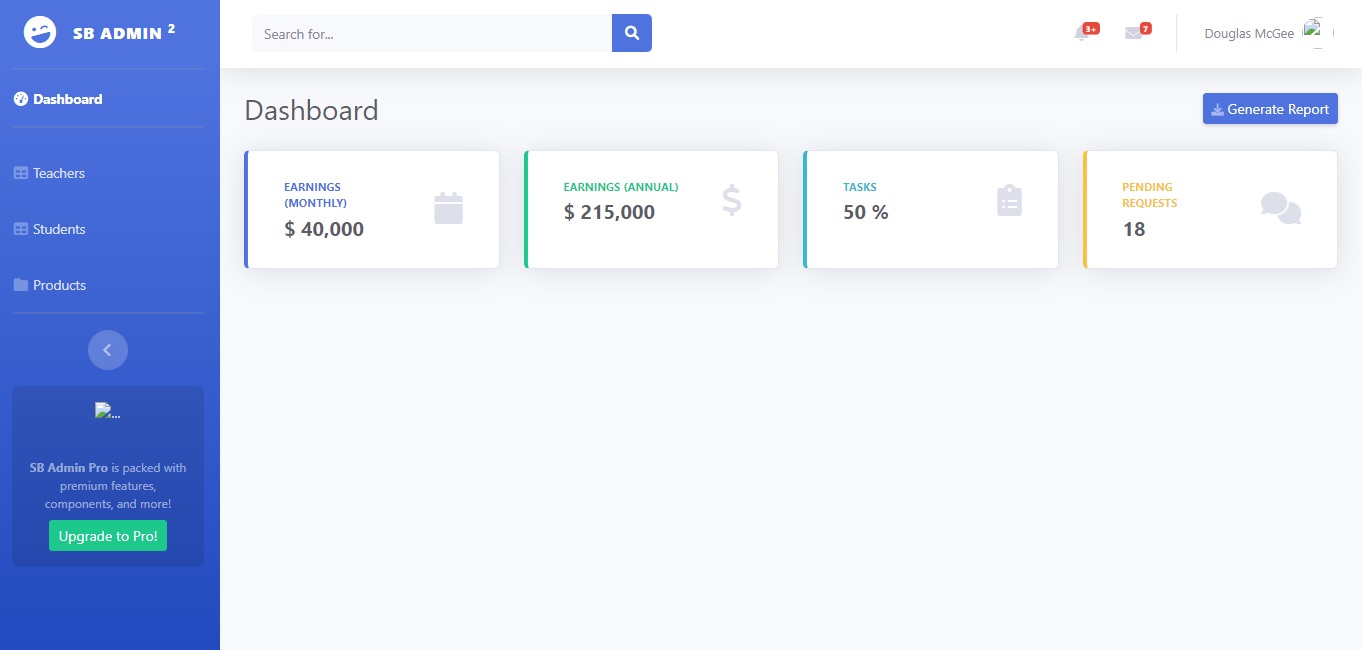 SB ADMIN 2
Search for...
3+
7
Douglas McGee
Dashboard
Teachers
Students
Products
...
SB Admin Pro is packed with
premium features,
components, and more!
Upgrade to Pro!
Dashboard
Generate Report
EARNINGS
(MONTHLY)
$ 40,000
EARNINGS (ANNUAL)
$ 215,000
TASKS
50 %
PENDING
REQUESTS
18